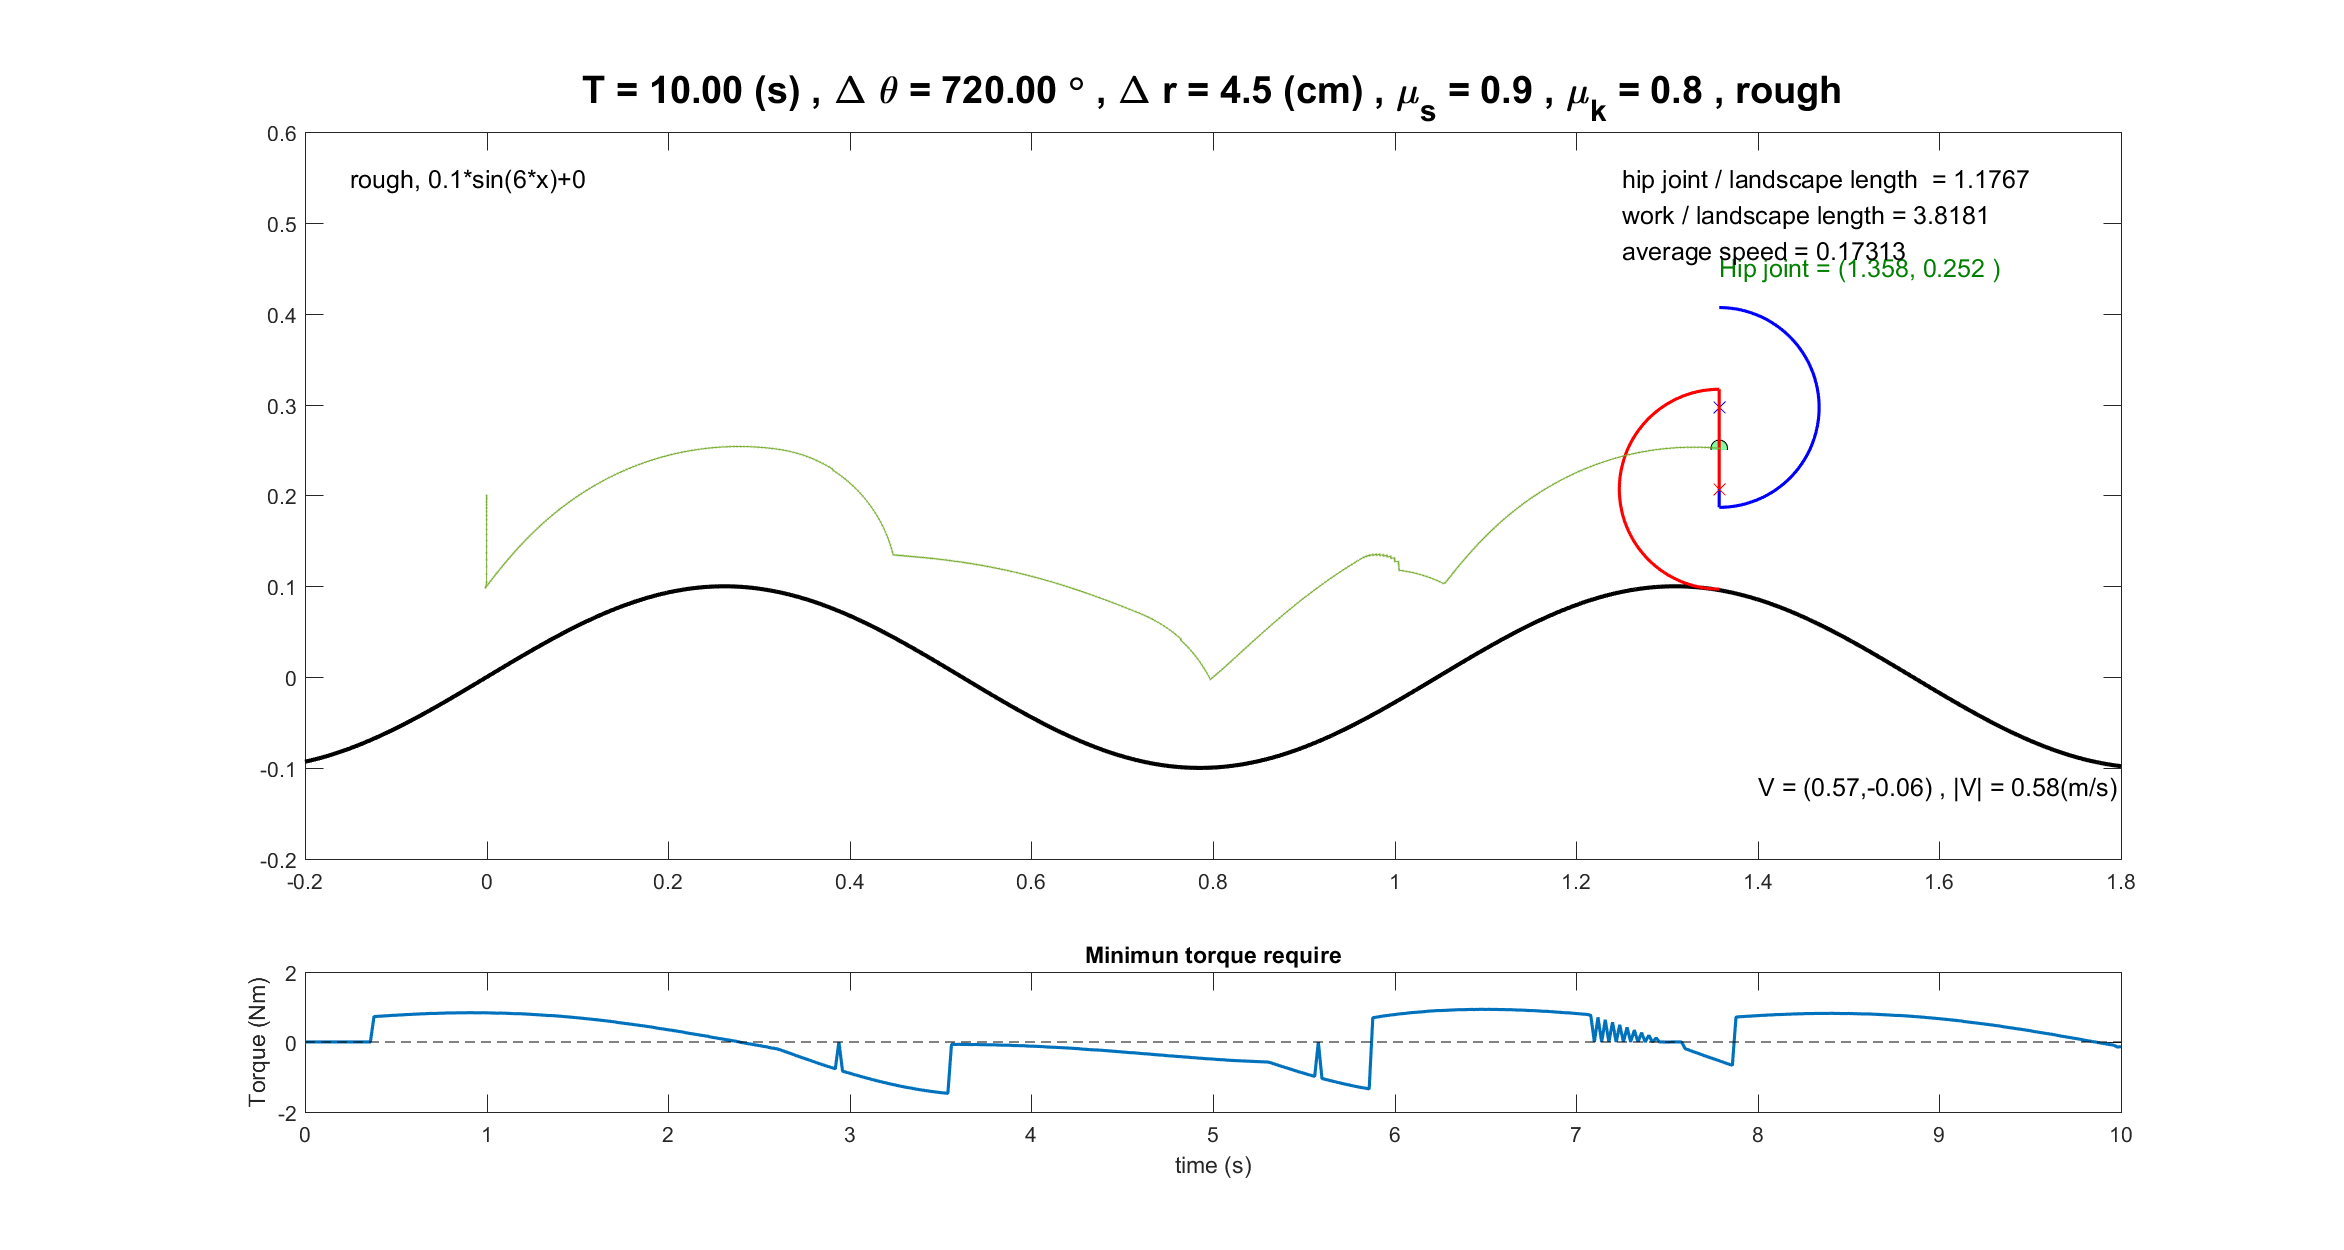 T = 10.00 (s) , Δ θ = 720.00 ° , Δ r = 4.5 (cm) , μs = 0.9 , μk = 0.8 , rough
0.6
0.5
0.4
0.3
0.2
0.1
0
-0.1
-0.2
rough, 0.1*sin(6*x)+0
hip joint / landscape length = 1.1767
work / landscape length = 3.8181
average speed = 0.17313
Hip joint = (1.358, 0.252 )
V = (0.57,-0.06) , |V| = 0.58(m/s)
-0.2 0 0.2 0.4 0.6 0.8 1 1.2 1.4 1.6 1.8
Minimun torque require
Torque (Nm)
2
0
-2
0 1 2 3 4 5 6 7 8 9 10
time (s)